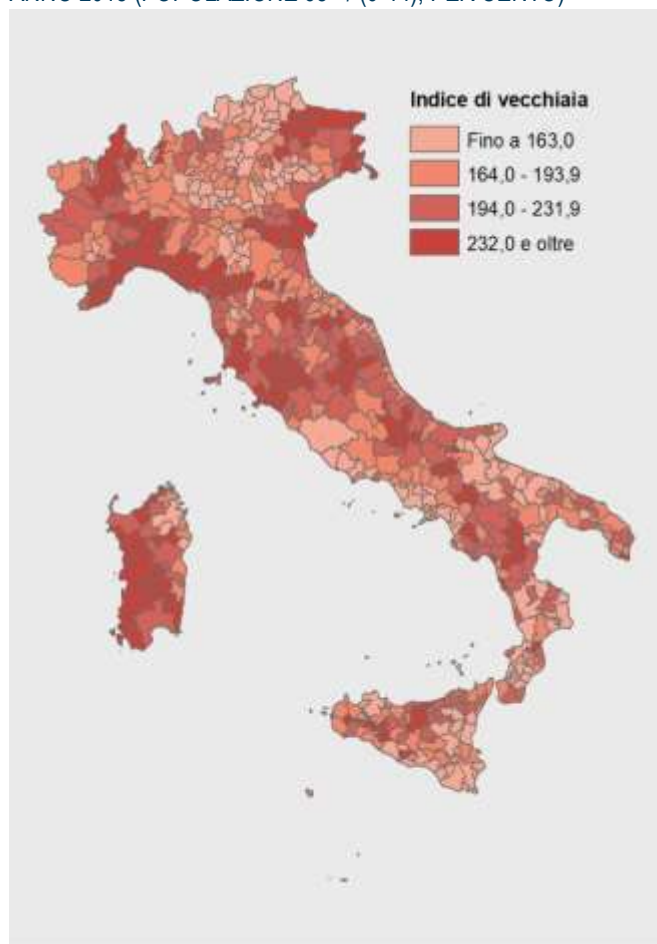 Indice di vecchiaia
Fino a 163,0
164,0 - 193,9
194,0 - 231,9
232,0 e oltre